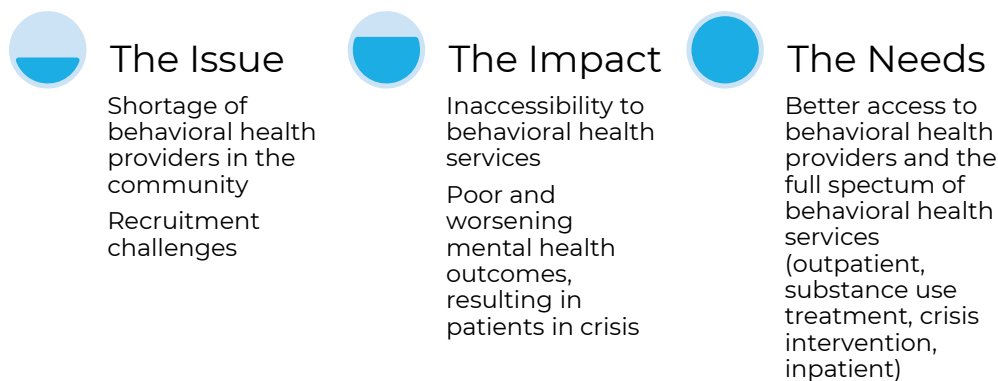 The Issue
Shortage of
behavioral health
providers in the
community
Recruitment
challenges
The Impact
Inaccessibility to
behavioral health
services
Poor and
worsening
mental health
outcomes,
resulting in
patients in crisis
The Needs
Better access to
behavioral health
providers and the
full spectum of
behavioral health
services
(outpatient,
substance use
treatment, crisis
intervention,
inpatient)